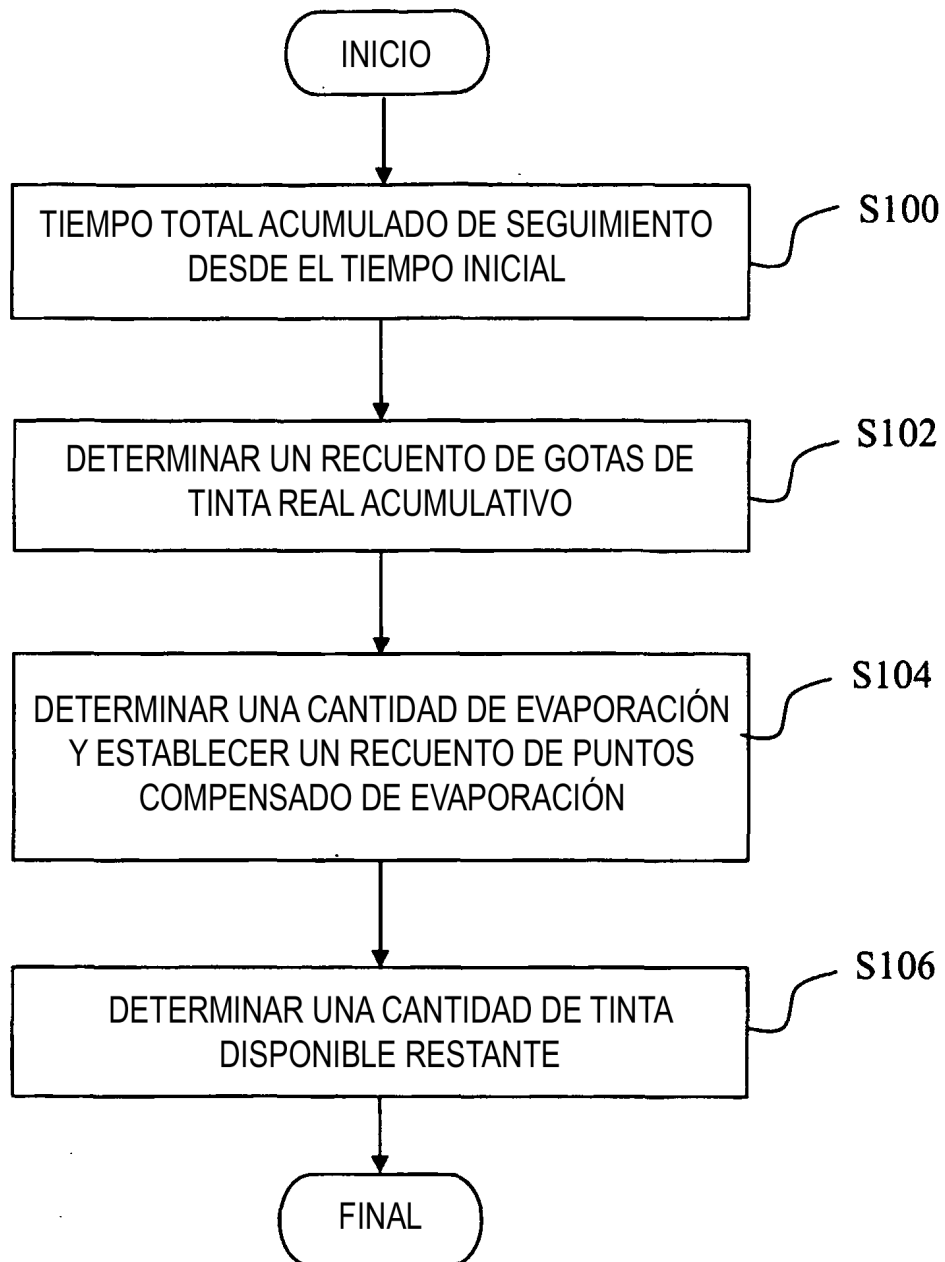 INICIO
TIEMPO TOTAL ACUMULADO DE SEGUIMIENTO
DESDE EL TIEMPO INICIAL
S100
DETERMINAR UN RECUENTO DE GOTAS DE
TINTA REAL ACUMULATIVO
S102
DETERMINAR UNA CANTIDAD DE EVAPORACIÓN
Y ESTABLECER UN RECUENTO DE PUNTOS
COMPENSADO DE EVAPORACIÓN
S104
DETERMINAR UNA CANTIDAD DE TINTA
DISPONIBLE RESTANTE
S106
FINAL